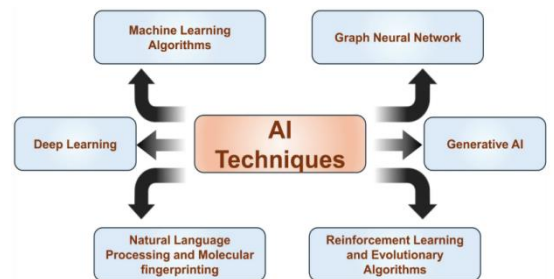 Machine Learning
Algorithms
Graph Neural Network
Deep Learning
AI
Techniques
Generative AI
Natural Language
Processing and Molecular
fingerprinting
Reinforcement Learning
and Evolutionary
Algorithms